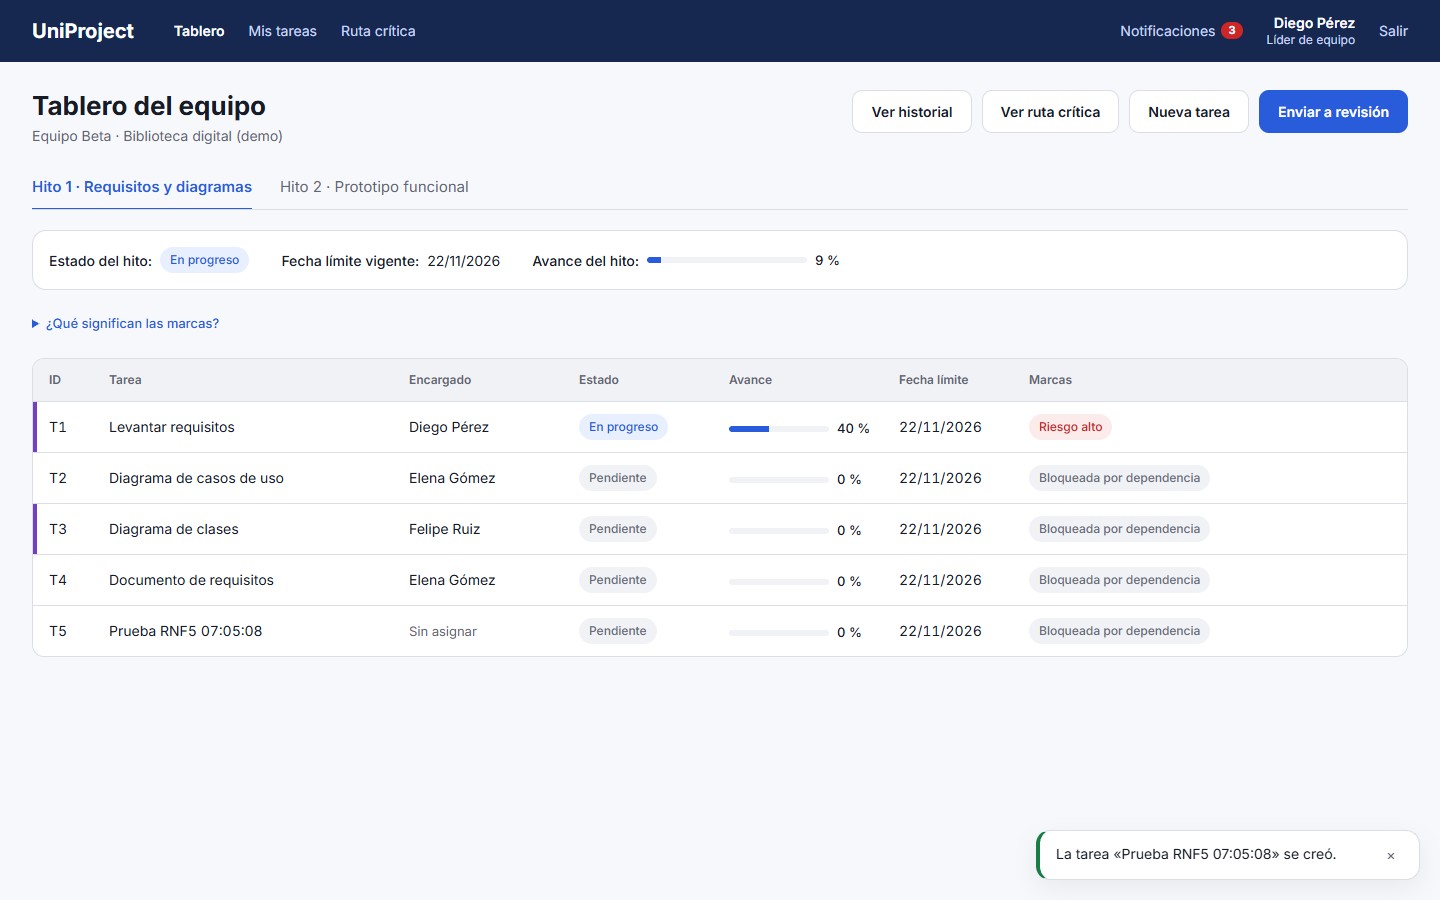 UniProject Tablero Mis tareas Ruta crítica Notificaciones 3 Diego Pérez Salir
Líder de equipo
Tablero del equipo
Equipo Beta · Biblioteca digital (demo)
Ver historial Ver ruta crítica Nueva tarea Enviar a revisión
Hito 1 · Requisitos y diagramas Hito 2 · Prototipo funcional
Estado del hito: En progreso Fecha límite vigente: 22/11/2026 Avance del hito: 9 %
¿Qué significan las marcas?
ID Tarea Encargado Estado Avance Fecha límite Marcas
T1 Levantar requisitos Diego Pérez En progreso 40 % 22/11/2026 Riesgo alto
T2 Diagrama de casos de uso Elena Gómez Pendiente 0 % 22/11/2026 Bloqueada por dependencia
T3 Diagrama de clases Felipe Ruiz Pendiente 0 % 22/11/2026 Bloqueada por dependencia
T4 Documento de requisitos Elena Gómez Pendiente 0 % 22/11/2026 Bloqueada por dependencia
T5 Prueba RNF5 07:05:08 Sin asignar Pendiente 0 % 22/11/2026 Bloqueada por dependencia
La tarea «Prueba RNF5 07:05:08» se creó. ×